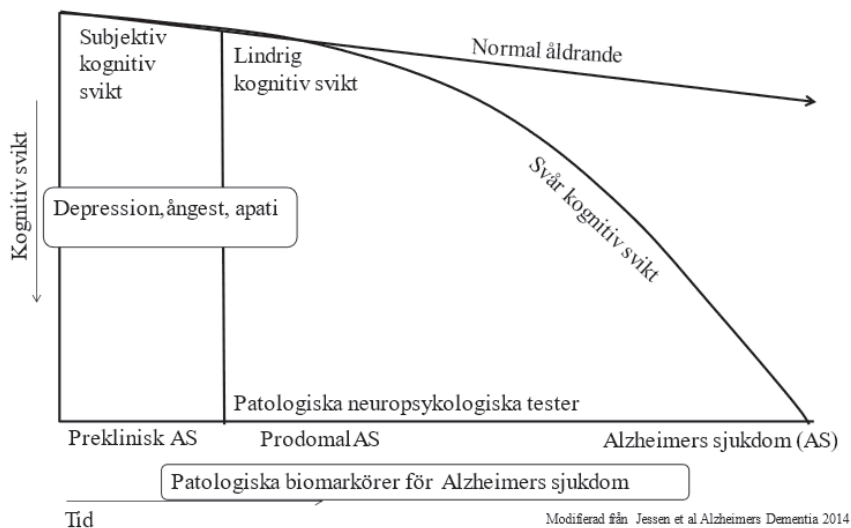 Subjektiv
kognitiv
svikt
Lindrig
kognitiv svikt
Normal åldrande
Kognitiv svikt
Svår kognitiv svikt
Depression, ångest, apati
Patologiska neuropsykologiska tester
Preklinisk AS
Prodomal AS
Alzheimers sjukdom (AS)
Patologiska biomarkörer för Alzheimers sjukdom
Tid
Modifierad från Jessen et al Alzheimers Dementia 2014